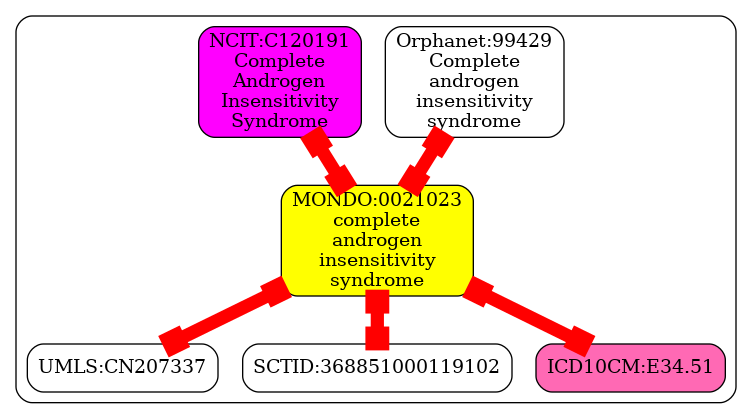 NCIT:C120191
Complete
Androgen
Insensitivity
Syndrome
Orphanet:99429
Complete
androgen
insensitivity
syndrome
MONDO:0021023
complete
androgen
insensitivity
syndrome
UMLS:CN207337
SCTID:368851000119102
ICD10CM:E34.51